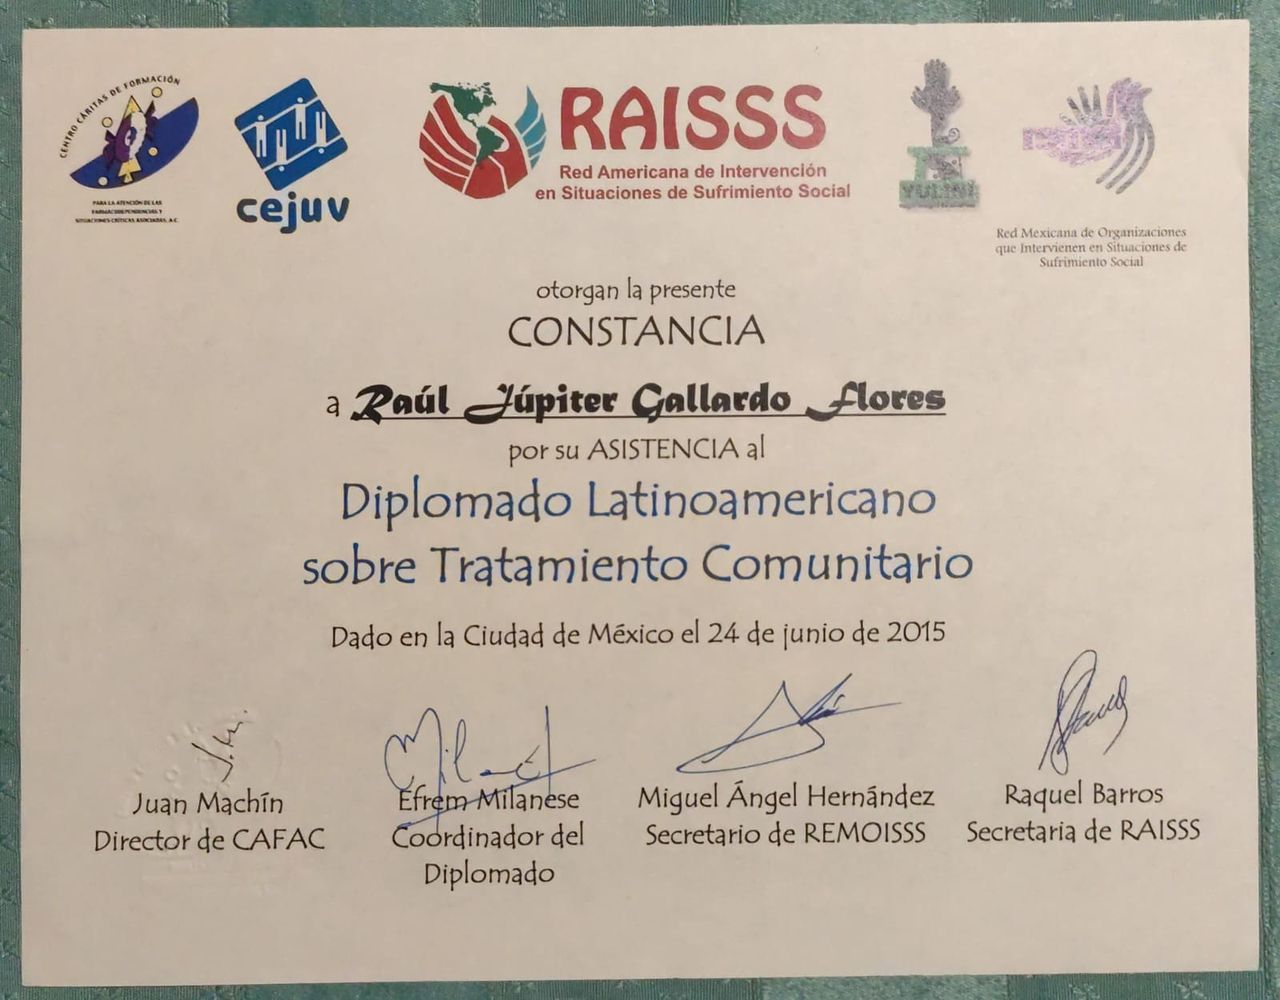 CENTRO CÁRITAS DE FORMACIÓN
PARA LA ATENCIÓN DE LAS
FARMACODEPENDENCIAS Y
SITUACIONES CRÍTICAS ASOCIADAS, A.C.
cejuv
RAISSS
Red Americana de Intervención
en Situaciones de Sufrimiento Social
Red Mexicana de Organizaciones
que Intervienen en Situaciones de
Sufrimiento Social
otorgan la presente
CONSTANCIA
a Raúl Júpiter Gallardo Flores
por su ASISTENCIA al
Diplomado Latinoamericano
sobre Tratamiento Comunitario
Dado en la Ciudad de México el 24 de junio de 2015
Juan Machín
Director de CAFAC
Efrem Milanese
Coordinador del
Diplomado
Miguel Ángel Hernández
Secretario de REMOISSS
Raquel Barros
Secretaria de RAISSS